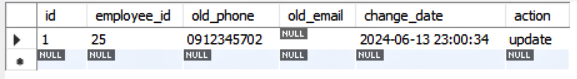 id employee_id old_phone old_email change_date action
1 25 0912345702 NULL 2024-06-13 23:00:34 update
NULL NULL NULL NULL NULL NULL